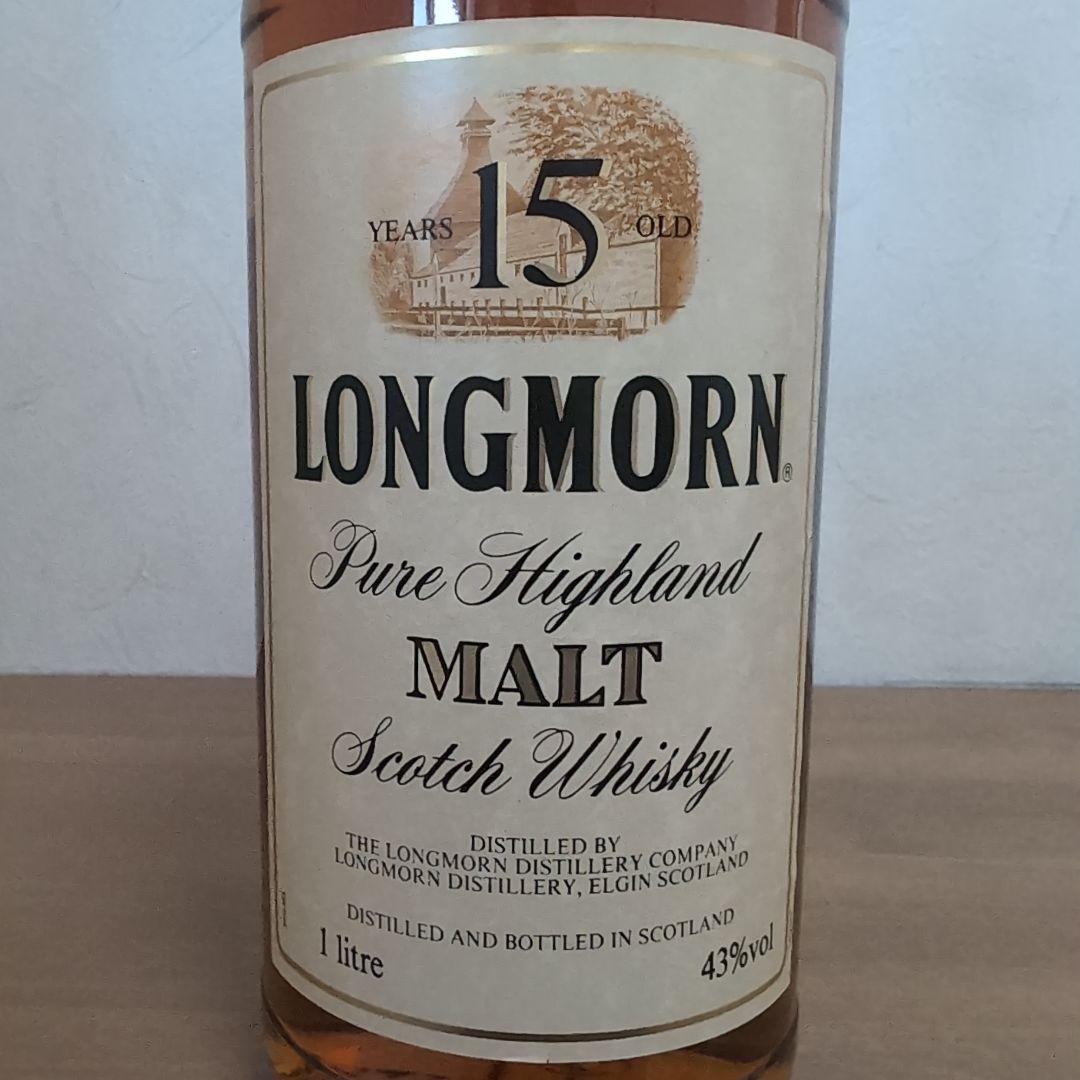 YEARS 15 OLD
LONGMORN®
Pure Highland
MALT
Scotch Whisky
DISTILLED BY
THE LONGMORN DISTILLERY COMPANY
LONGMORN DISTILLERY, ELGIN SCOTLAND
DISTILLED AND BOTTLED IN SCOTLAND
1 litre 43%vol